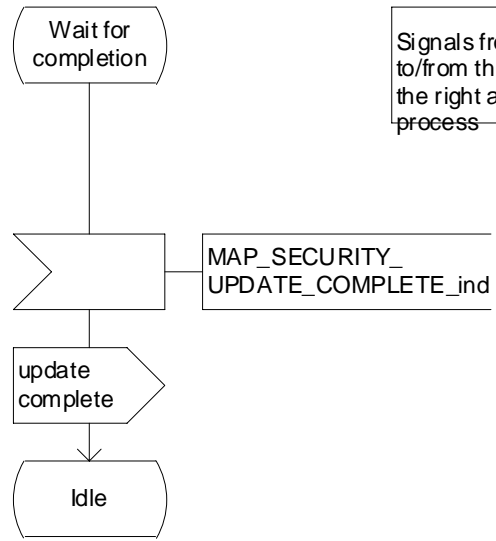 Wait for
completion
Signals
to/from
the right
process
MAP_SECURITY_
UPDATE_COMPLETE_ind
update
complete
Idle